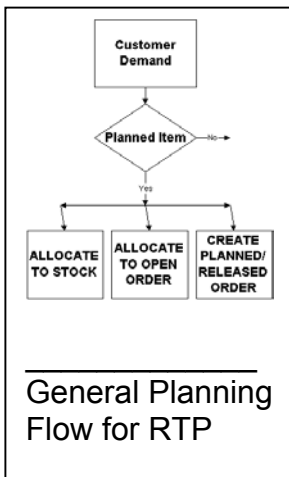 Customer
Demand
Planned Item
No
Yes
ALLOCATE
TO STOCK
ALLOCATE
TO OPEN
ORDER
CREATE
PLANNED/
RELEASED
ORDER
General Planning
Flow for RTP